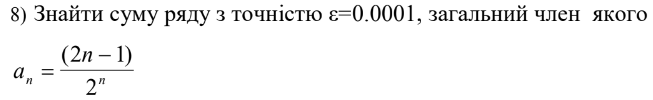 8) Знайти суму ряду з точністю ε=0.0001, загальний член якого
a_n = (2n − 1) / 2^n